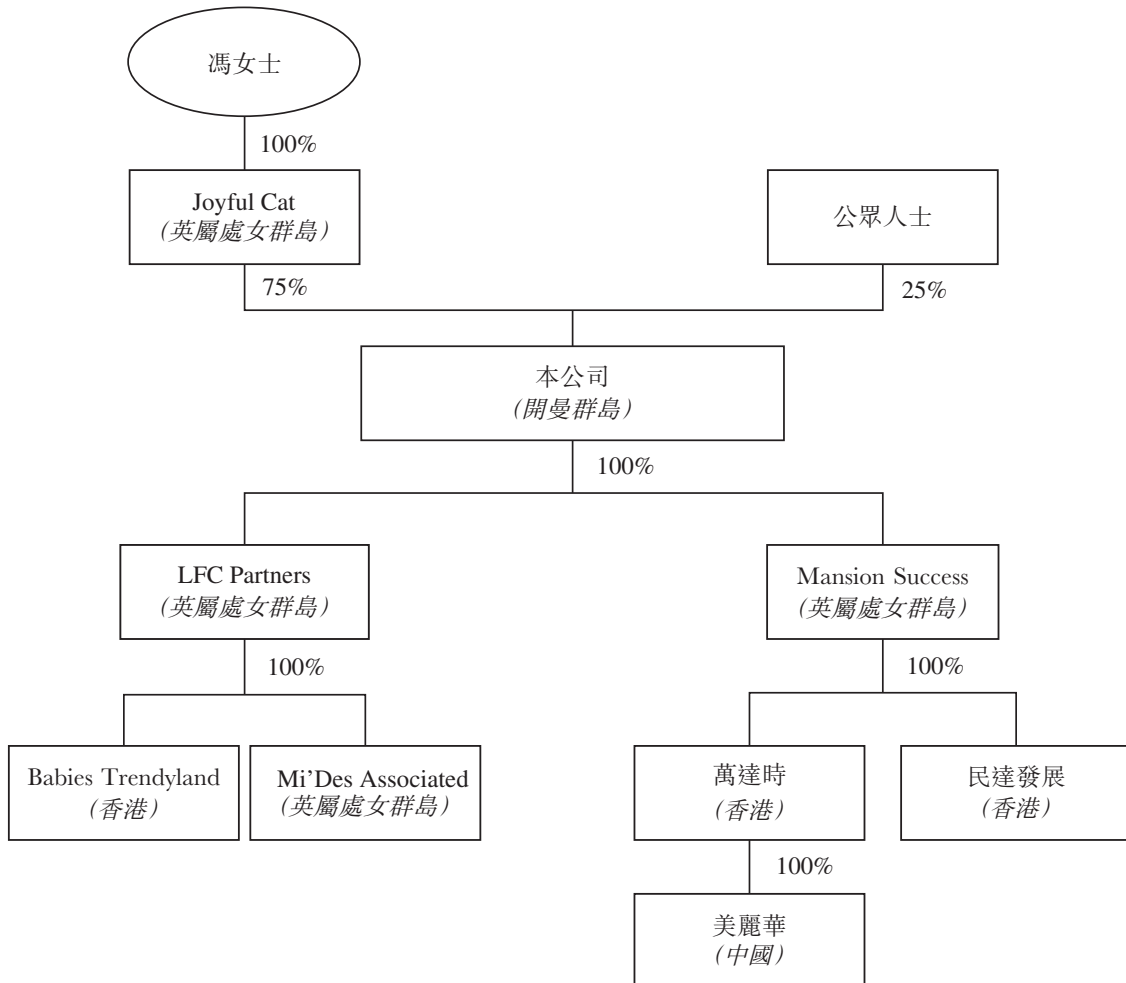 馮女士
100%
Joyful Cat
(英屬處女群島)
公眾人士
75%
25%
本公司
(開曼群島)
100%
LFC Partners
(英屬處女群島)
Mansion Success
(英屬處女群島)
100%
100%
Babies Trendyland
(香港)
Mi’Des Associated
(英屬處女群島)
萬達時
(香港)
民達發展
(香港)
100%
美麗華
(中國)